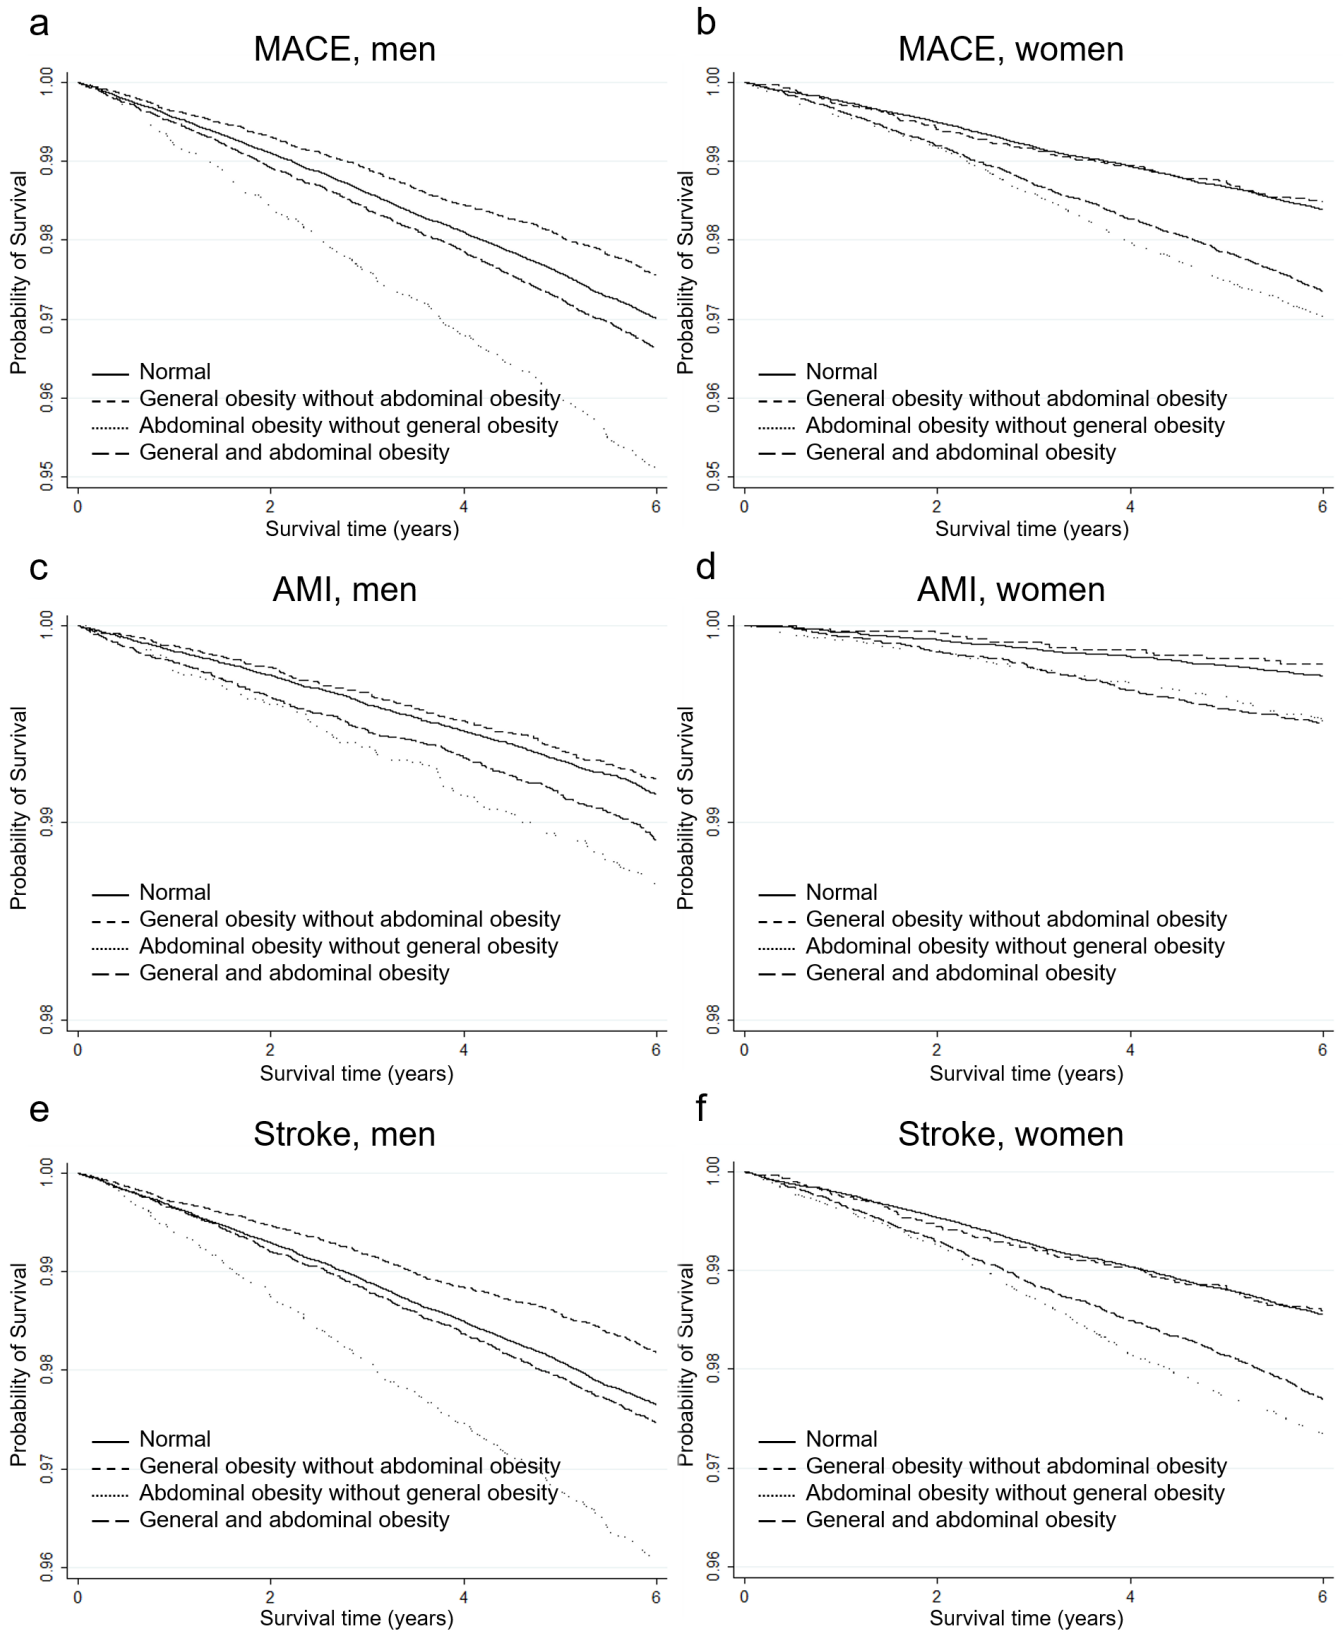 a
MACE, men
Probability of Survival
1.00
0.99
0.98
0.97
0.96
0.95
Normal
General obesity without abdominal obesity
Abdominal obesity without general obesity
General and abdominal obesity
0 2 4 6
Survival time (years)
b
MACE, women
Probability of Survival
1.00
0.99
0.98
0.97
0.96
0.95
Normal
General obesity without abdominal obesity
Abdominal obesity without general obesity
General and abdominal obesity
0 2 4 6
Survival time (years)
c
AMI, men
Probability of Survival
1.00
0.99
0.98
Normal
General obesity without abdominal obesity
Abdominal obesity without general obesity
General and abdominal obesity
0 2 4 6
Survival time (years)
d
AMI, women
Probability of Survival
1.00
0.99
0.98
Normal
General obesity without abdominal obesity
Abdominal obesity without general obesity
General and abdominal obesity
0 2 4 6
Survival time (years)
e
Stroke, men
Probability of Survival
1.00
0.99
0.98
0.97
0.96
Normal
General obesity without abdominal obesity
Abdominal obesity without general obesity
General and abdominal obesity
0 2 4 6
Survival time (years)
f
Stroke, women
Probability of Survival
1.00
0.99
0.98
0.97
0.96
Normal
General obesity without abdominal obesity
Abdominal obesity without general obesity
General and abdominal obesity
0 2 4 6
Survival time (years)